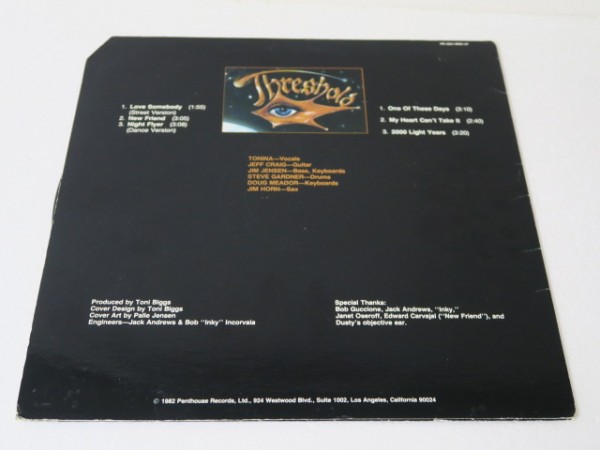 Threshold
1. Love Somebody (1:55)
(Street Version)
2. New Friend (3:05)
3. Night Flyer (3:08)
(Dance Version)
1. One Of These Days (3:10)
2. My Heart Can't Take It (2:40)
3. 2000 Light Years (3:20)
TONINA—Vocals
JEFF CRAIG—Guitar
JIM JENSEN—Bass, Keyboards
STEVE GARDNER—Drums
DOUG MEADOR—Keyboards
JIM HORN—Sax
Produced by Toni Biggs
Cover Design by Toni Biggs
Cover Art by Palle Jensen
Engineers—Jack Andrews & Bob "Inky" Incorvaia
Special Thanks:
Bob Guccione, Jack Andrews, "Inky,"
Janet Oseroff, Edward Carvajal ("New Friend"), and
Dusty's objective ear.
© 1982 Penthouse Records, Ltd., 924 Westwood Blvd., Suite 1002, Los Angeles, California 90024